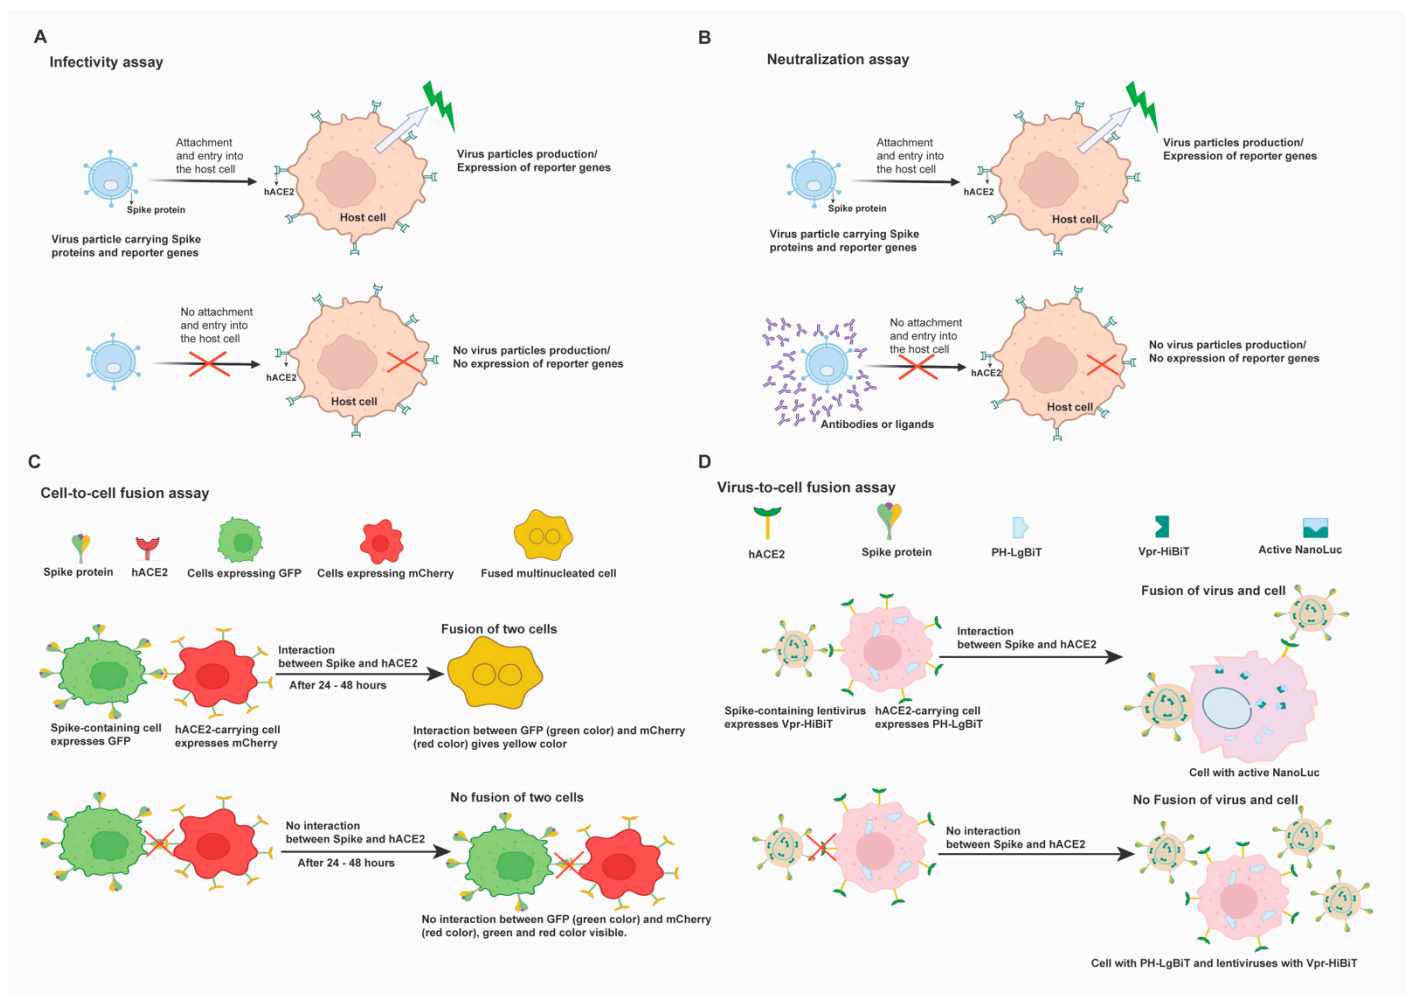 A
Infectivity assay
Attachment
and entry into
the host cell
hACE2
Spike protein
Host cell
Virus particles production/
Expression of reporter genes
Virus particle carrying Spike
proteins and reporter genes
No attachment
and entry into
the host cell
hACE2
Host cell
No virus particles production/
No expression of reporter genes
B
Neutralization assay
Attachment
and entry into
the host cell
hACE2
Spike protein
Host cell
Virus particles production/
Expression of reporter genes
Virus particle carrying Spike
proteins and reporter genes
No attachment
and entry into
the host cell
hACE2
Host cell
Antibodies or ligands
No virus particles production/
No expression of reporter genes
C
Cell-to-cell fusion assay
Spike protein
hACE2
Cells expressing GFP
Cells expressing mCherry
Fused multinucleated cell
Interaction
between Spike and hACE2
After 24 - 48 hours
Fusion of two cells
Spike-containing cell
expresses GFP
hACE2-carrying cell
expresses mCherry
Interaction between GFP (green color) and mCherry
(red color) gives yellow color
No interaction
between Spike and hACE2
After 24 - 48 hours
No fusion of two cells
No interaction between GFP (green color) and mCherry
(red color), green and red color visible.
D
Virus-to-cell fusion assay
hACE2
Spike protein
PH-LgBiT
Vpr-HiBiT
Active NanoLuc
Fusion of virus and cell
Interaction
between Spike and hACE2
Spike-containing lentivirus
expresses Vpr-HiBiT
hACE2-carrying cell
expresses PH-LgBiT
Cell with active NanoLuc
No Fusion of virus and cell
No interaction
between Spike and hACE2
Cell with PH-LgBiT and lentiviruses with Vpr-HiBiT